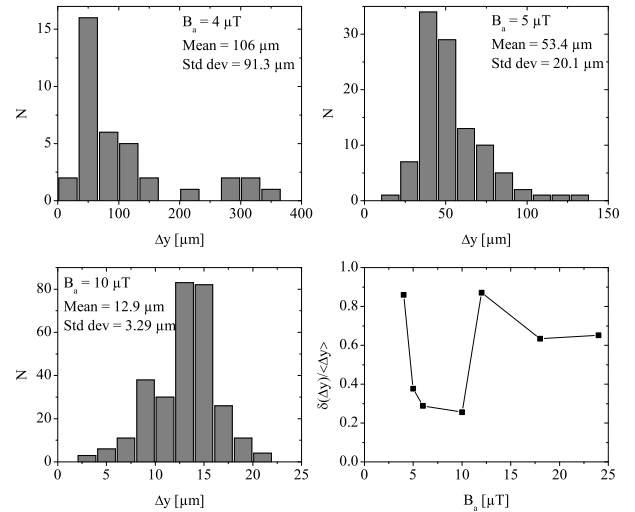 B_a = 4 µT
Mean = 106 µm
Std dev = 91.3 µm
15
10
5
0
N
0 100 200 300 400
Δy [µm]
B_a = 5 µT
Mean = 53.4 µm
Std dev = 20.1 µm
30
20
10
0
N
0 50 100 150
Δy [µm]
B_a = 10 µT
Mean = 12.9 µm
Std dev = 3.29 µm
80
60
40
20
0
N
0 5 10 15 20 25
Δy [µm]
1.0
0.8
0.6
0.4
0.2
0.0
δ(Δy)/<Δy>
0 5 10 15 20 25
B_a [µT]